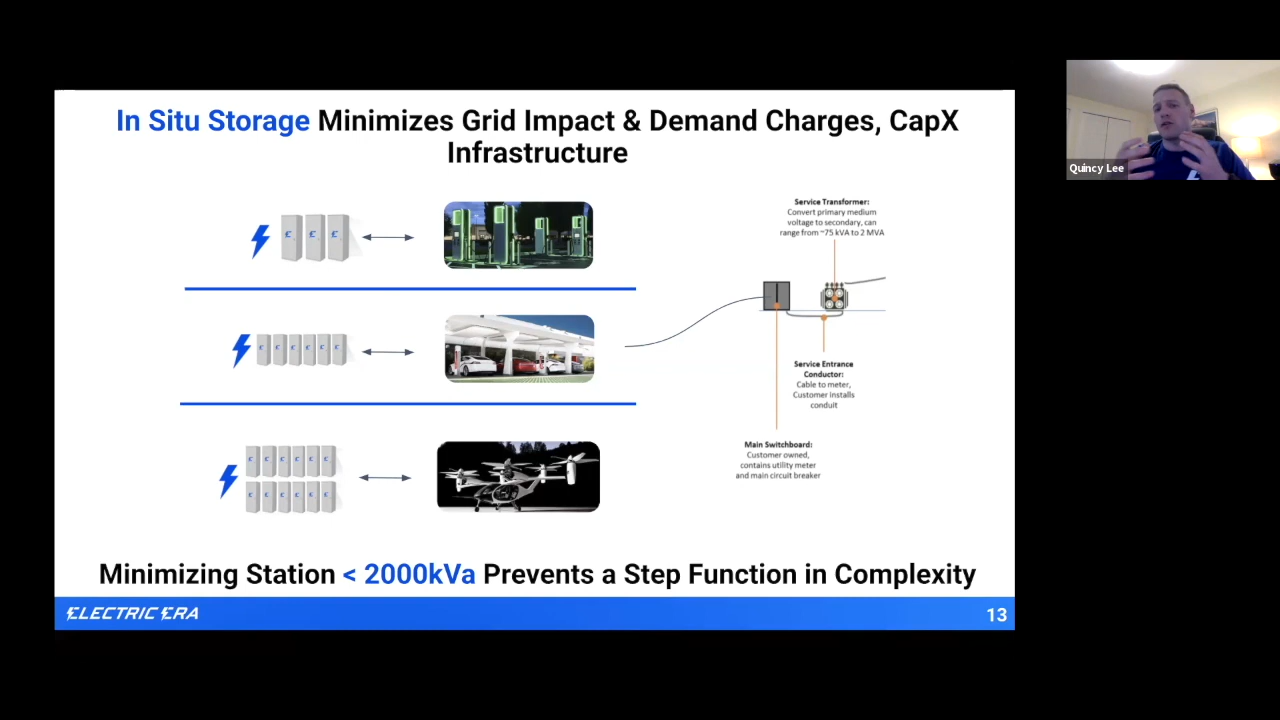 In Situ Storage Minimizes Grid Impact & Demand Charges, CapX
Infrastructure
Service Transformer:
Convert primary medium
voltage to secondary, can
range from ~75 kVA to 2 MVA
Service Entrance
Conductor:
Cable to meter,
Customer installs
conduit
Main Switchboard:
Customer owned,
contains utility meter
and main circuit breaker
Minimizing Station < 2000kVa Prevents a Step Function in Complexity
ELECTRIC ERA
13
Quincy Lee